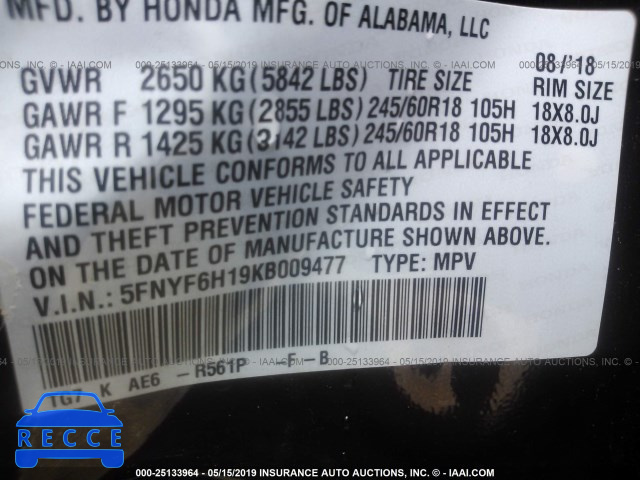 MFD. BY HONDA MFG. OF ALABAMA, LLC
08/'18
GVWR 2650 KG (5842 LBS) TIRE SIZE RIM SIZE
GAWR F 1295 KG (2855 LBS) 245/60R18 105H 18X8.0J
GAWR R 1425 KG (3142 LBS) 245/60R18 105H 18X8.0J
THIS VEHICLE CONFORMS TO ALL APPLICABLE
FEDERAL MOTOR VEHICLE SAFETY
AND THEFT PREVENTION STANDARDS IN EFFECT
ON THE DATE OF MANUFACTURE SHOWN ABOVE.
V.I.N.: 5FNYF6H19KB009477 TYPE: MPV
TG7 K AE6 - R561P - F - B
RECCE
000-25133964 - 05/15/2019 INSURANCE AUTO AUCTIONS, INC. - IAAI.COM